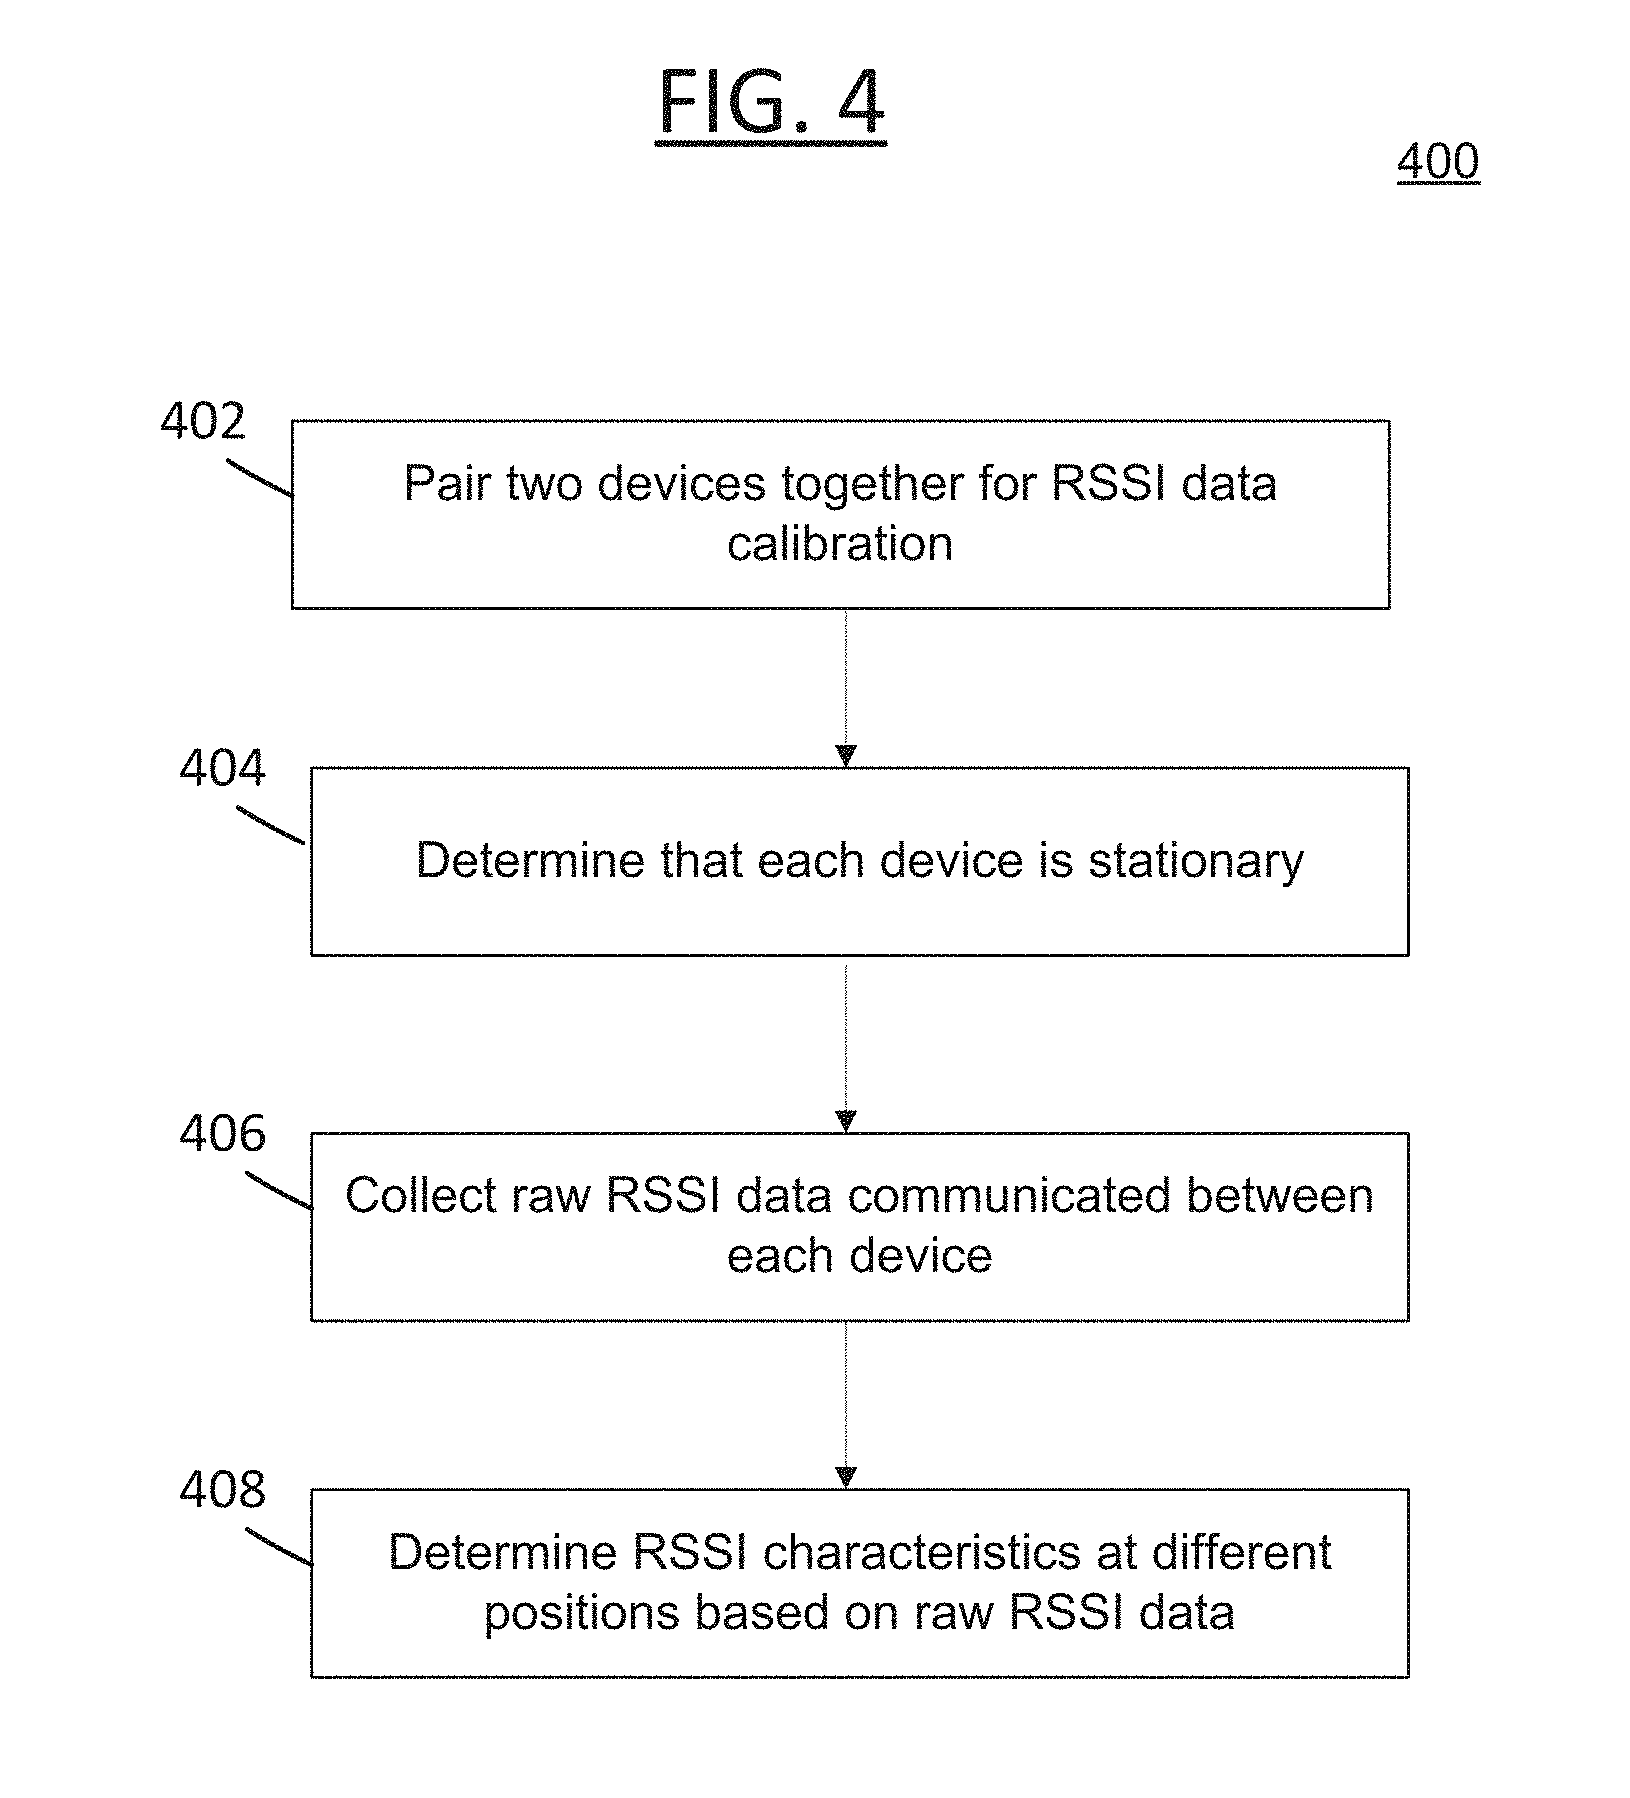 FIG. 4
400
402
Pair two devices together for RSSI data
calibration
404
Determine that each device is stationary
406
Collect raw RSSI data communicated between
each device
408
Determine RSSI characteristics at different
positions based on raw RSSI data